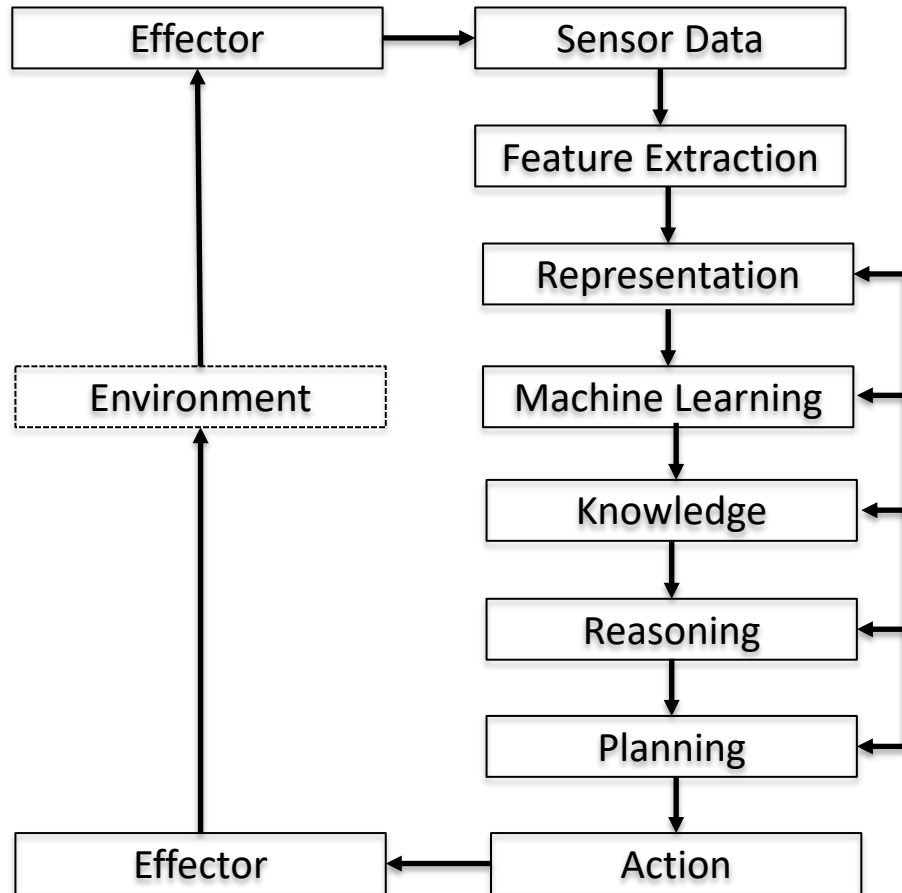 Effector
Sensor Data
Feature Extraction
Representation
Environment
Machine Learning
Knowledge
Reasoning
Planning
Effector
Action